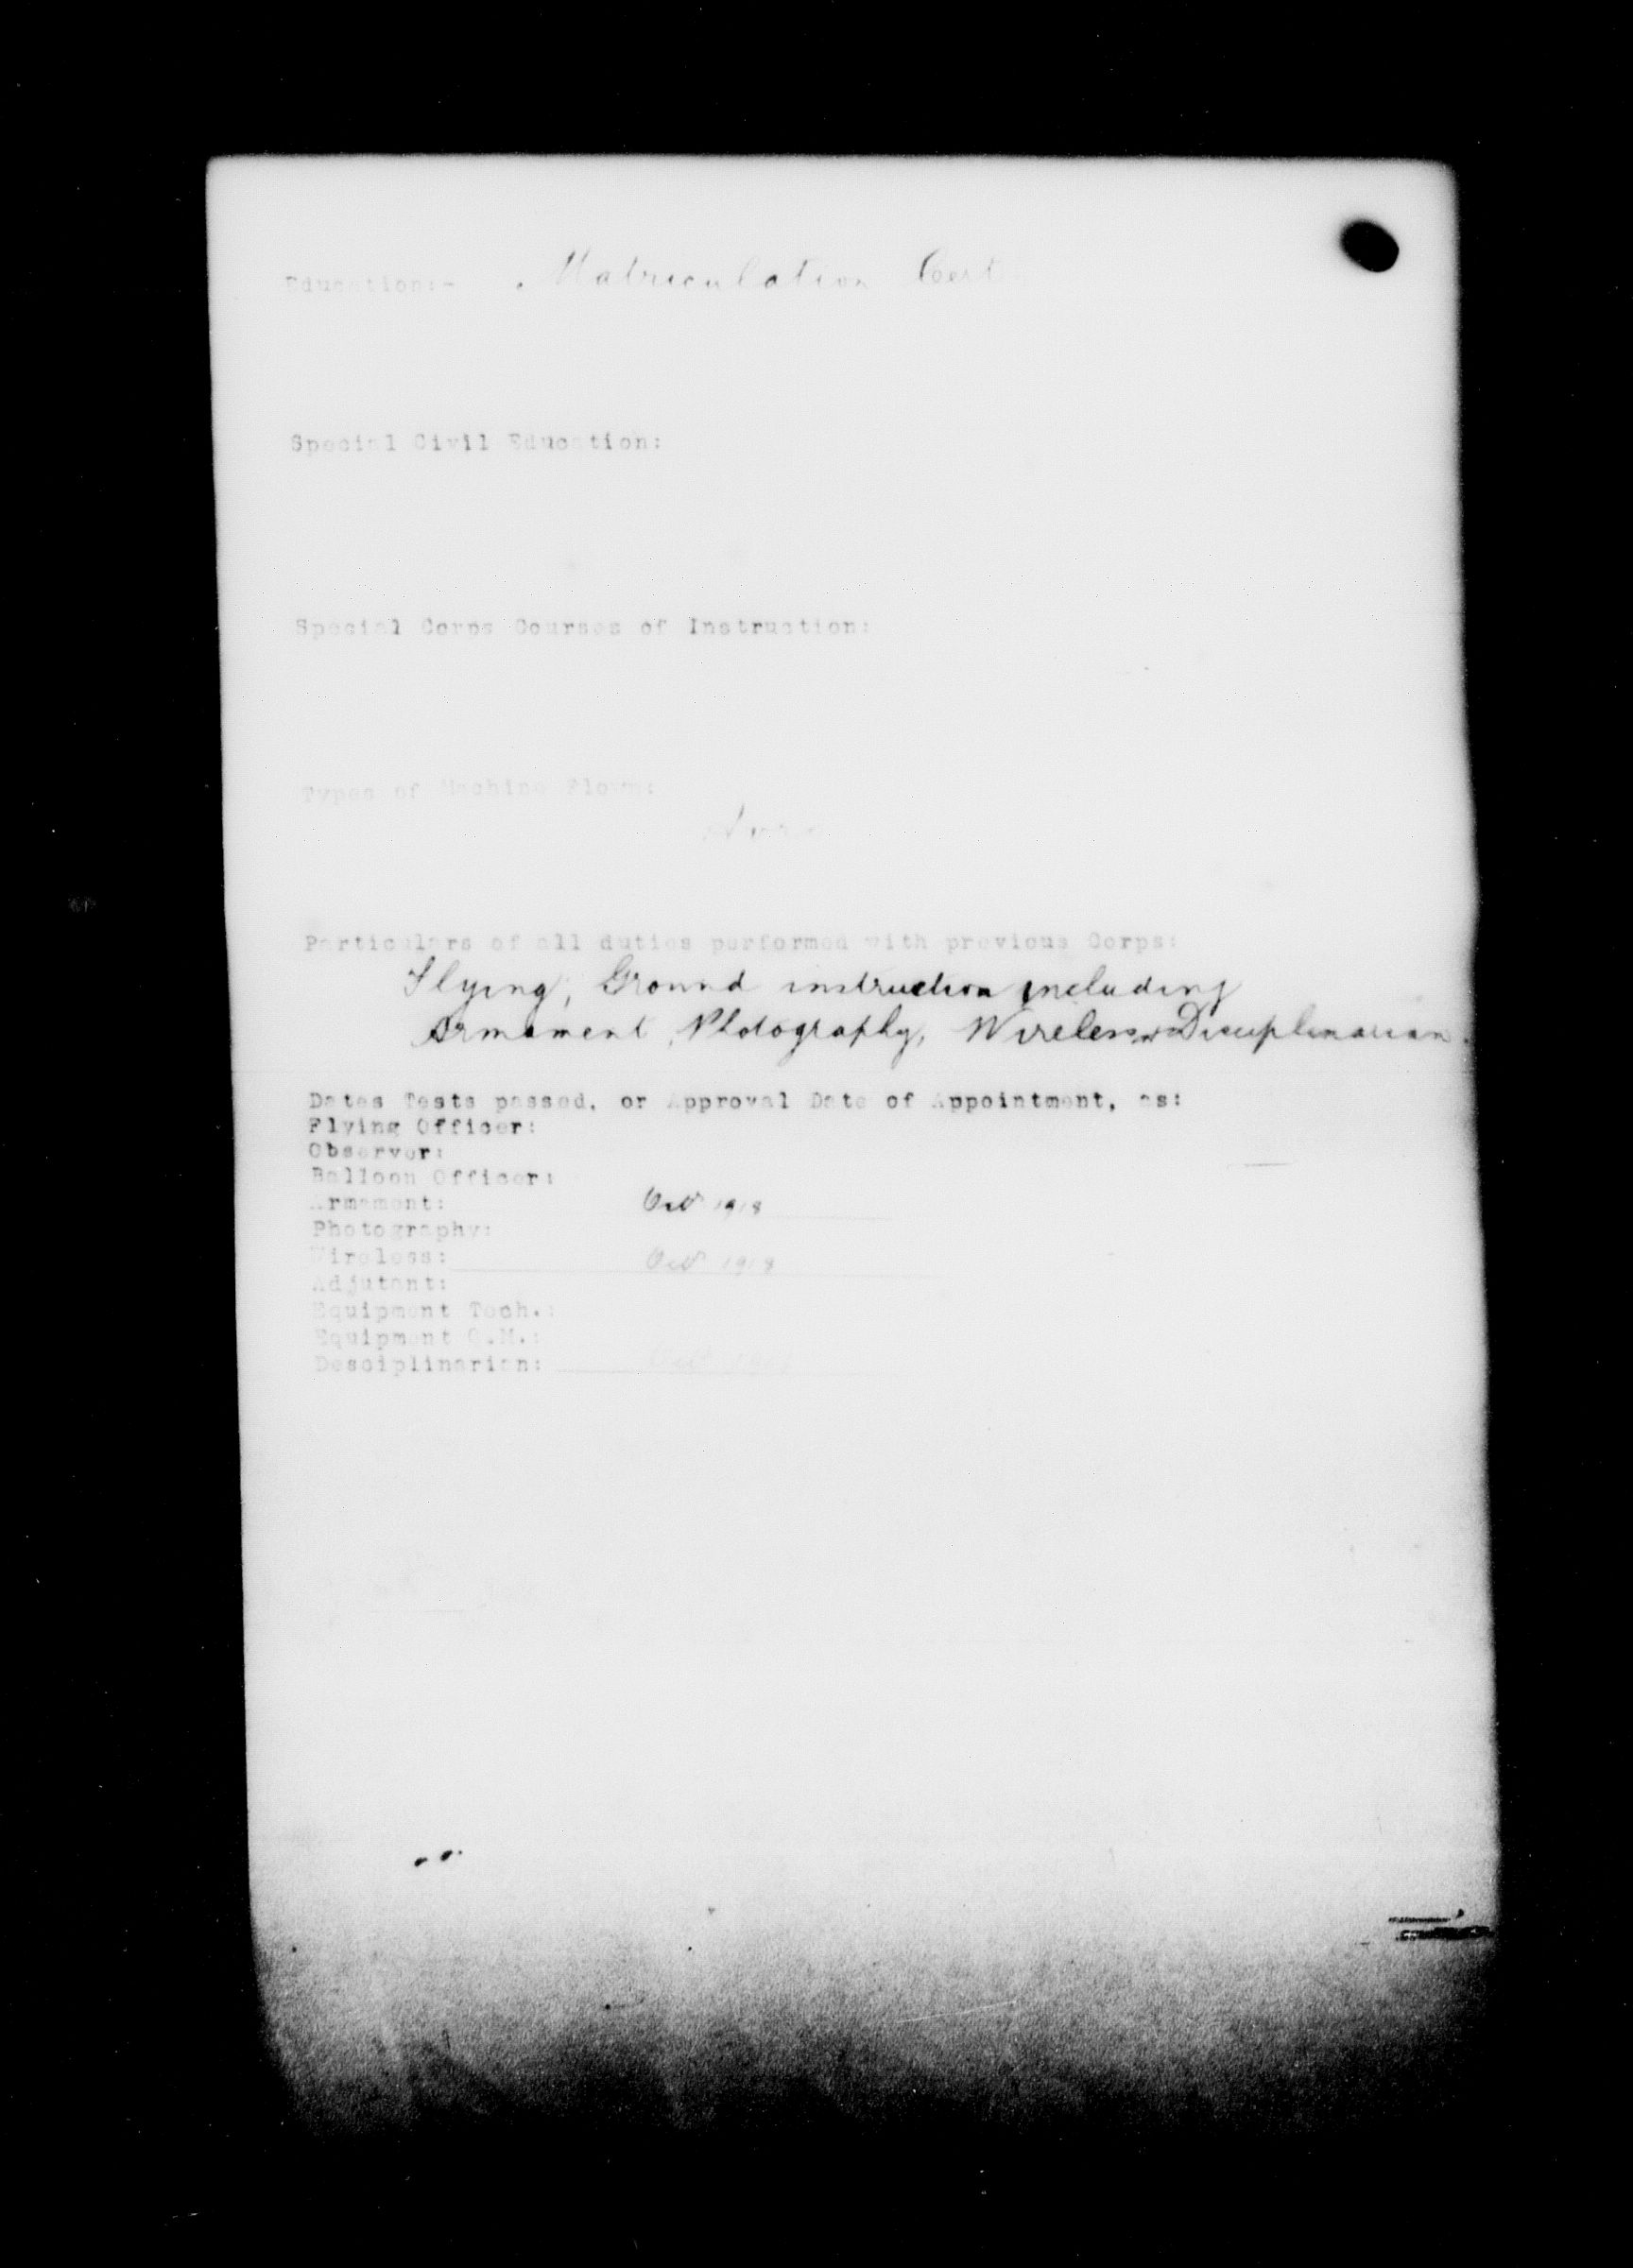 Education:- Matriculation Cert
Special Civil Education:
Special Corps Courses of Instruction:
Types of Machine Flown:
Particulars of all duties performed with previous Corps:
Flying, Ground instruction including
Armament, Photography, Wireless & Disciplinarian.
Dates Tests passed, or Approval Date of Appointment, as:
Flying Officer:
Observer:
Balloon Officer:
Armament: Oct 1918
Photography:
Wireless: Oct 1918
Adjutant:
Equipment Tech.:
Equipment Q.M.:
Desciplinarian: